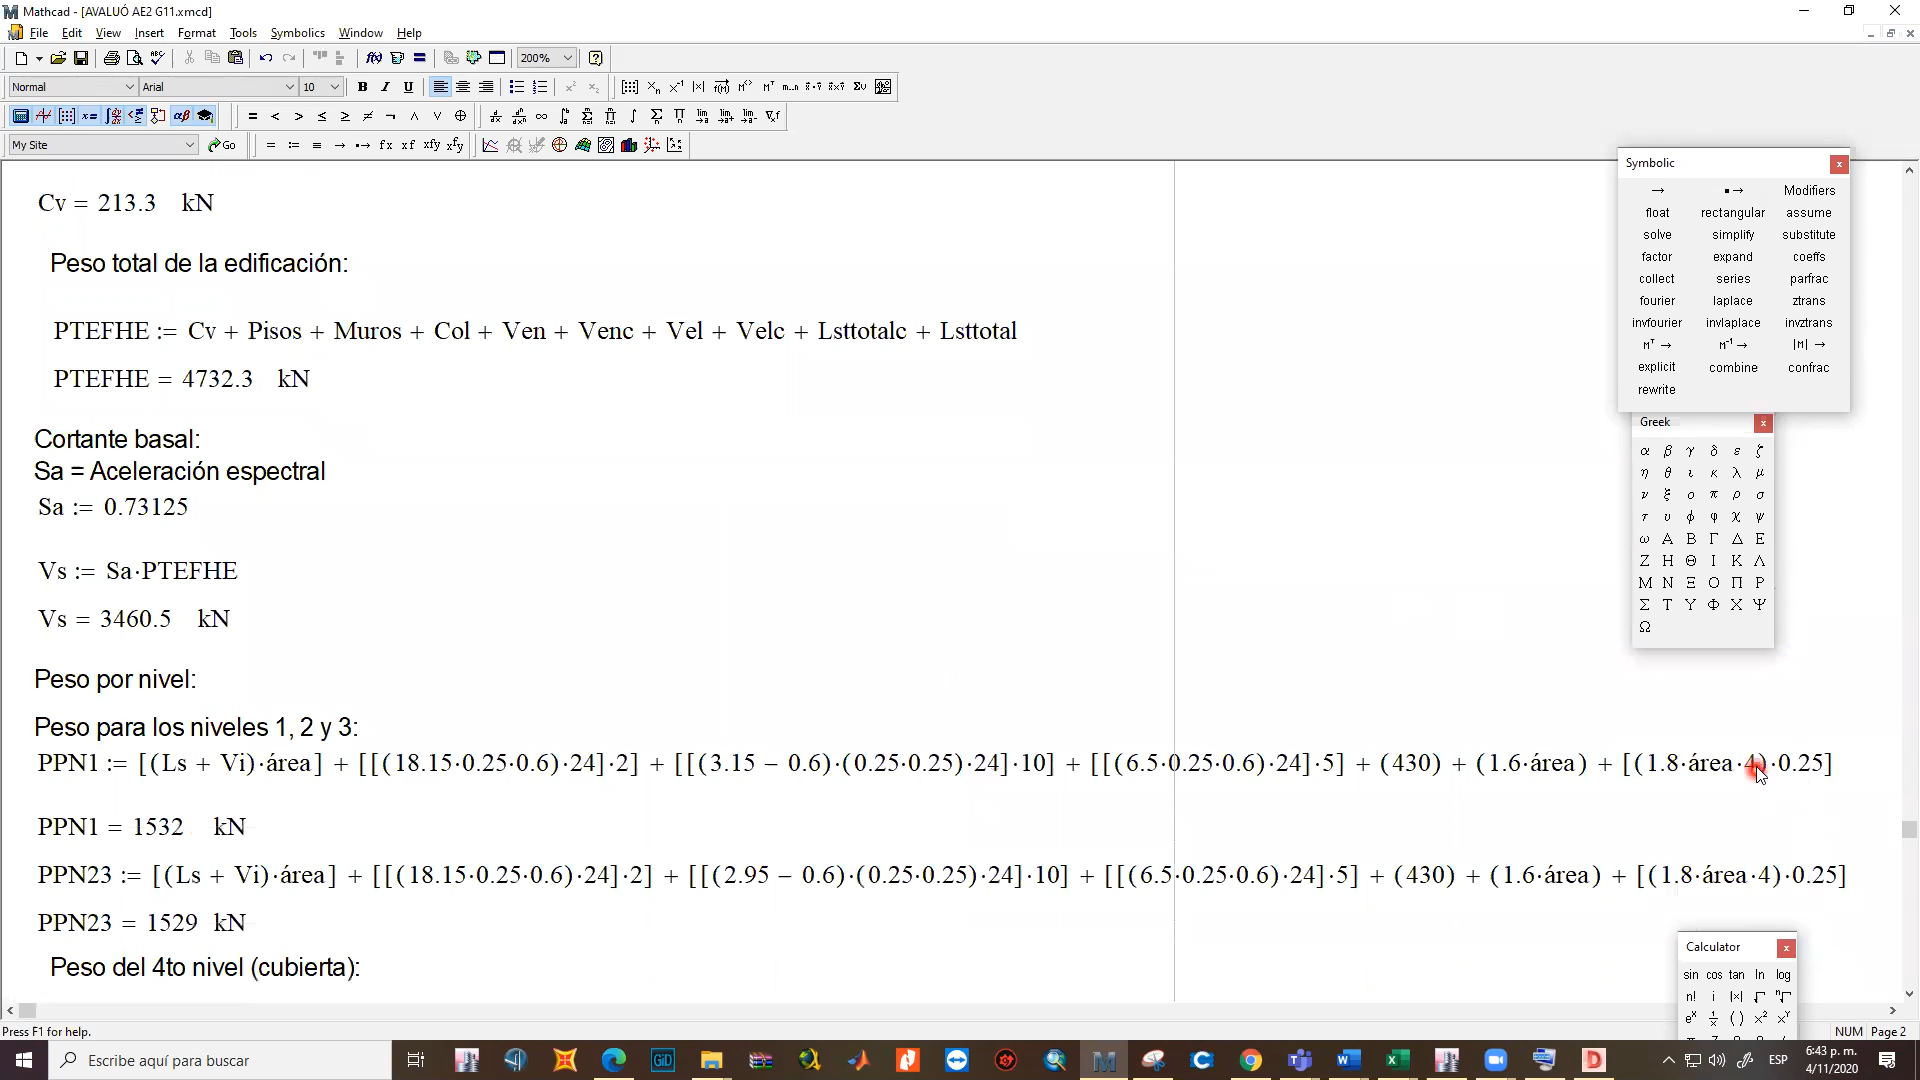 Mathcad - [AVALUÓ AE2 G11.xmcd]
File Edit View Insert Format Tools Symbolics Window Help
200%
Normal Arial 10 B I U
My Site Go
Cv = 213.3 kN
Peso total de la edificación:
PTEFHE := Cv + Pisos + Muros + Col + Ven + Venc + Vel + Velc + Lsttotalc + Lsttotal
PTEFHE = 4732.3 kN
Cortante basal:
Sa = Aceleración espectral
Sa := 0.73125
Vs := Sa·PTEFHE
Vs = 3460.5 kN
Peso por nivel:
Peso para los niveles 1, 2 y 3:
PPN1 := [(Ls + Vi)·área] + [[(18.15·0.25·0.6)·24]·2] + [[(3.15 − 0.6)·(0.25·0.25)·24]·10] + [[(6.5·0.25·0.6)·24]·5] + (430) + (1.6·área) + [(1.8·área·4)·0.25]
PPN1 = 1532 kN
PPN23 := [(Ls + Vi)·área] + [[(18.15·0.25·0.6)·24]·2] + [[(2.95 − 0.6)·(0.25·0.25)·24]·10] + [[(6.5·0.25·0.6)·24]·5] + (430) + (1.6·área) + [(1.8·área·4)·0.25]
PPN23 = 1529 kN
Peso del 4to nivel (cubierta):
Symbolic x
→ ▪→ Modifiers
float rectangular assume
solve simplify substitute
factor expand coeffs
collect series parfrac
fourier laplace ztrans
invfourier invlaplace invztrans
Mᵀ → M⁻¹ → |M| →
explicit combine confrac
rewrite
Greek x
α β γ δ ε ζ
η θ ι κ λ μ
ν ξ ο π ρ σ
τ υ ϕ φ χ ψ
ω Α Β Γ Δ Ε
Ζ Η Θ Ι Κ Λ
Μ Ν Ξ Ο Π Ρ
Σ Τ Υ Φ Χ Ψ
Ω
Calculator x
sin cos tan ln log
n! i |×| √ ⁿ√
eˣ 1/x ( ) x² xʸ
Press F1 for help.
NUM Page 2
Escribe aquí para buscar
ESP
6:43 p. m.
4/11/2020